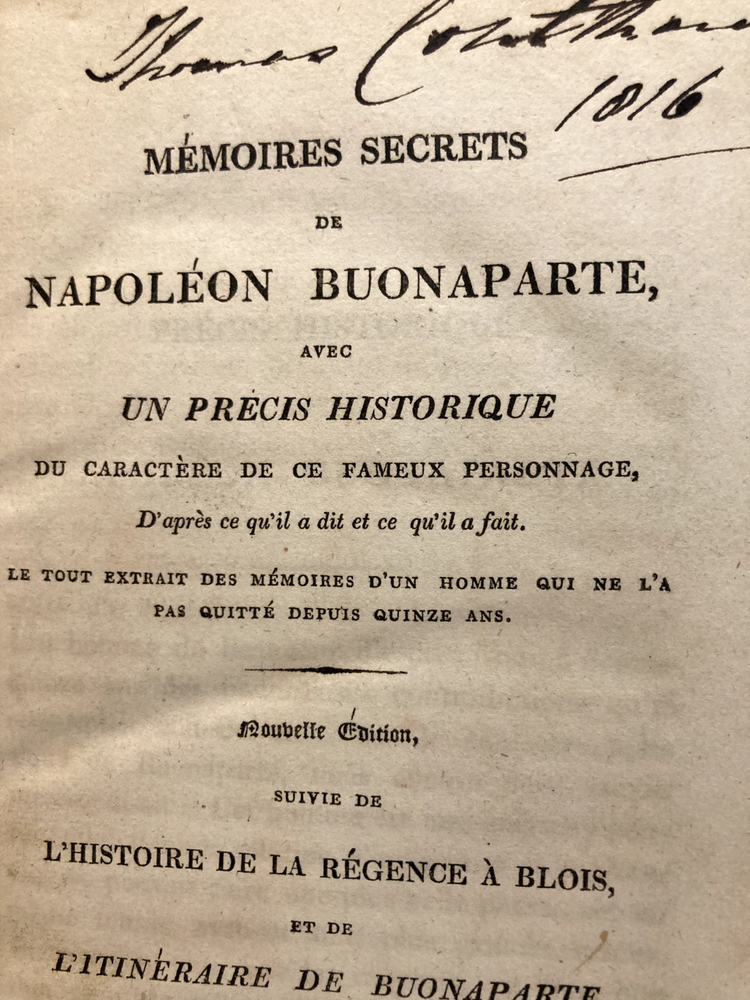 Thomas
1816
MÉMOIRES SECRETS
DE
NAPOLÉON BUONAPARTE,
AVEC
UN PRÉCIS HISTORIQUE
DU CARACTÈRE DE CE FAMEUX PERSONNAGE,
D'après ce qu'il a dit et ce qu'il a fait.
LE TOUT EXTRAIT DES MÉMOIRES D'UN HOMME QUI NE L'A
PAS QUITTÉ DEPUIS QUINZE ANS.
Nouvelle Édition,
SUIVIE DE
L'HISTOIRE DE LA RÉGENCE À BLOIS,
ET DE
L'ITINÉRAIRE DE BUONAPARTE